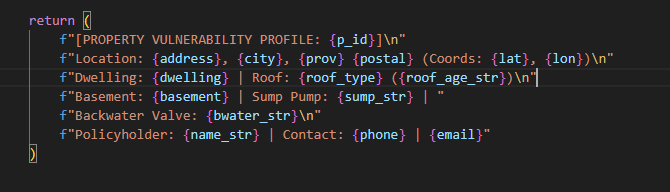 return (
f"[PROPERTY VULNERABILITY PROFILE: {p_id}]\n"
f"Location: {address}, {city}, {prov} {postal} (Coords: {lat}, {lon})\n"
f"Dwelling: {dwelling} | Roof: {roof_type} ({roof_age_str})\n"
f"Basement: {basement} | Sump Pump: {sump_str} | "
f"Backwater Valve: {bwater_str}\n"
f"Policyholder: {name_str} | Contact: {phone} | {email}"
)